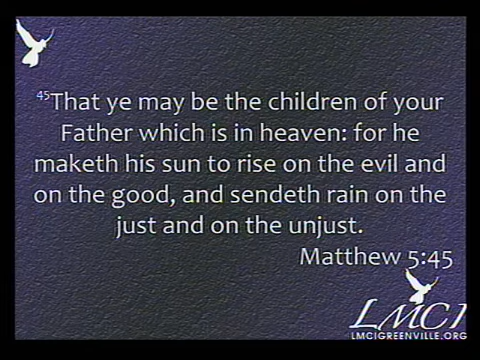 45That ye may be the children of your
Father which is in heaven: for he
maketh his sun to rise on the evil and
on the good, and sendeth rain on the
just and on the unjust.
Matthew 5:45
LMCI
LMCIGREENVILLE.ORG